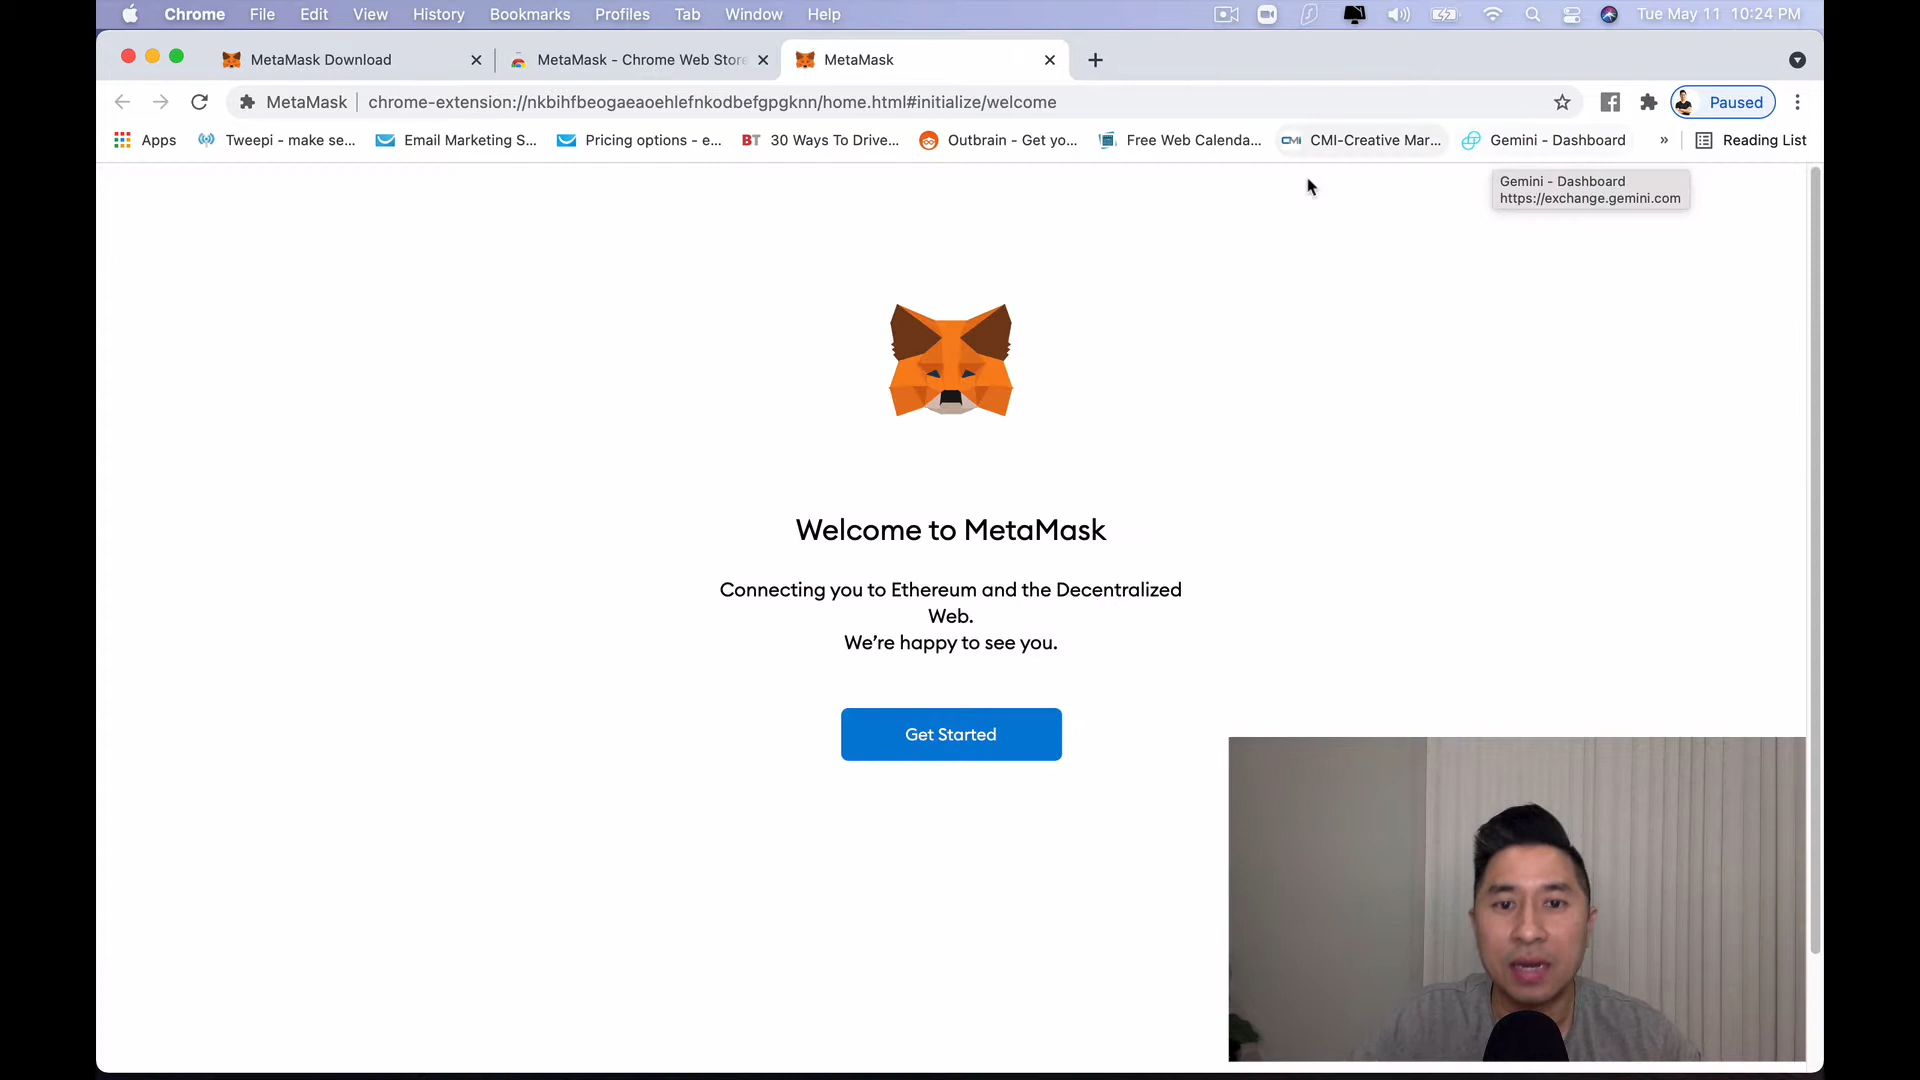 Chrome File Edit View History Bookmarks Profiles Tab Window Help Tue May 11 10:24 PM
MetaMask Download MetaMask - Chrome Web Store MetaMask
MetaMask chrome-extension://nkbihfbeogaeaoehlefnkodbefgpgknn/home.html#initialize/welcome Paused
Apps Tweepi - make se... Email Marketing S... Pricing options - e... BT 30 Ways To Drive... Outbrain - Get yo... Free Web Calenda... CMI CMI-Creative Mar... Gemini - Dashboard » Reading List
Gemini - Dashboard
https://exchange.gemini.com
Welcome to MetaMask
Connecting you to Ethereum and the Decentralized
Web.
We’re happy to see you.
Get Started